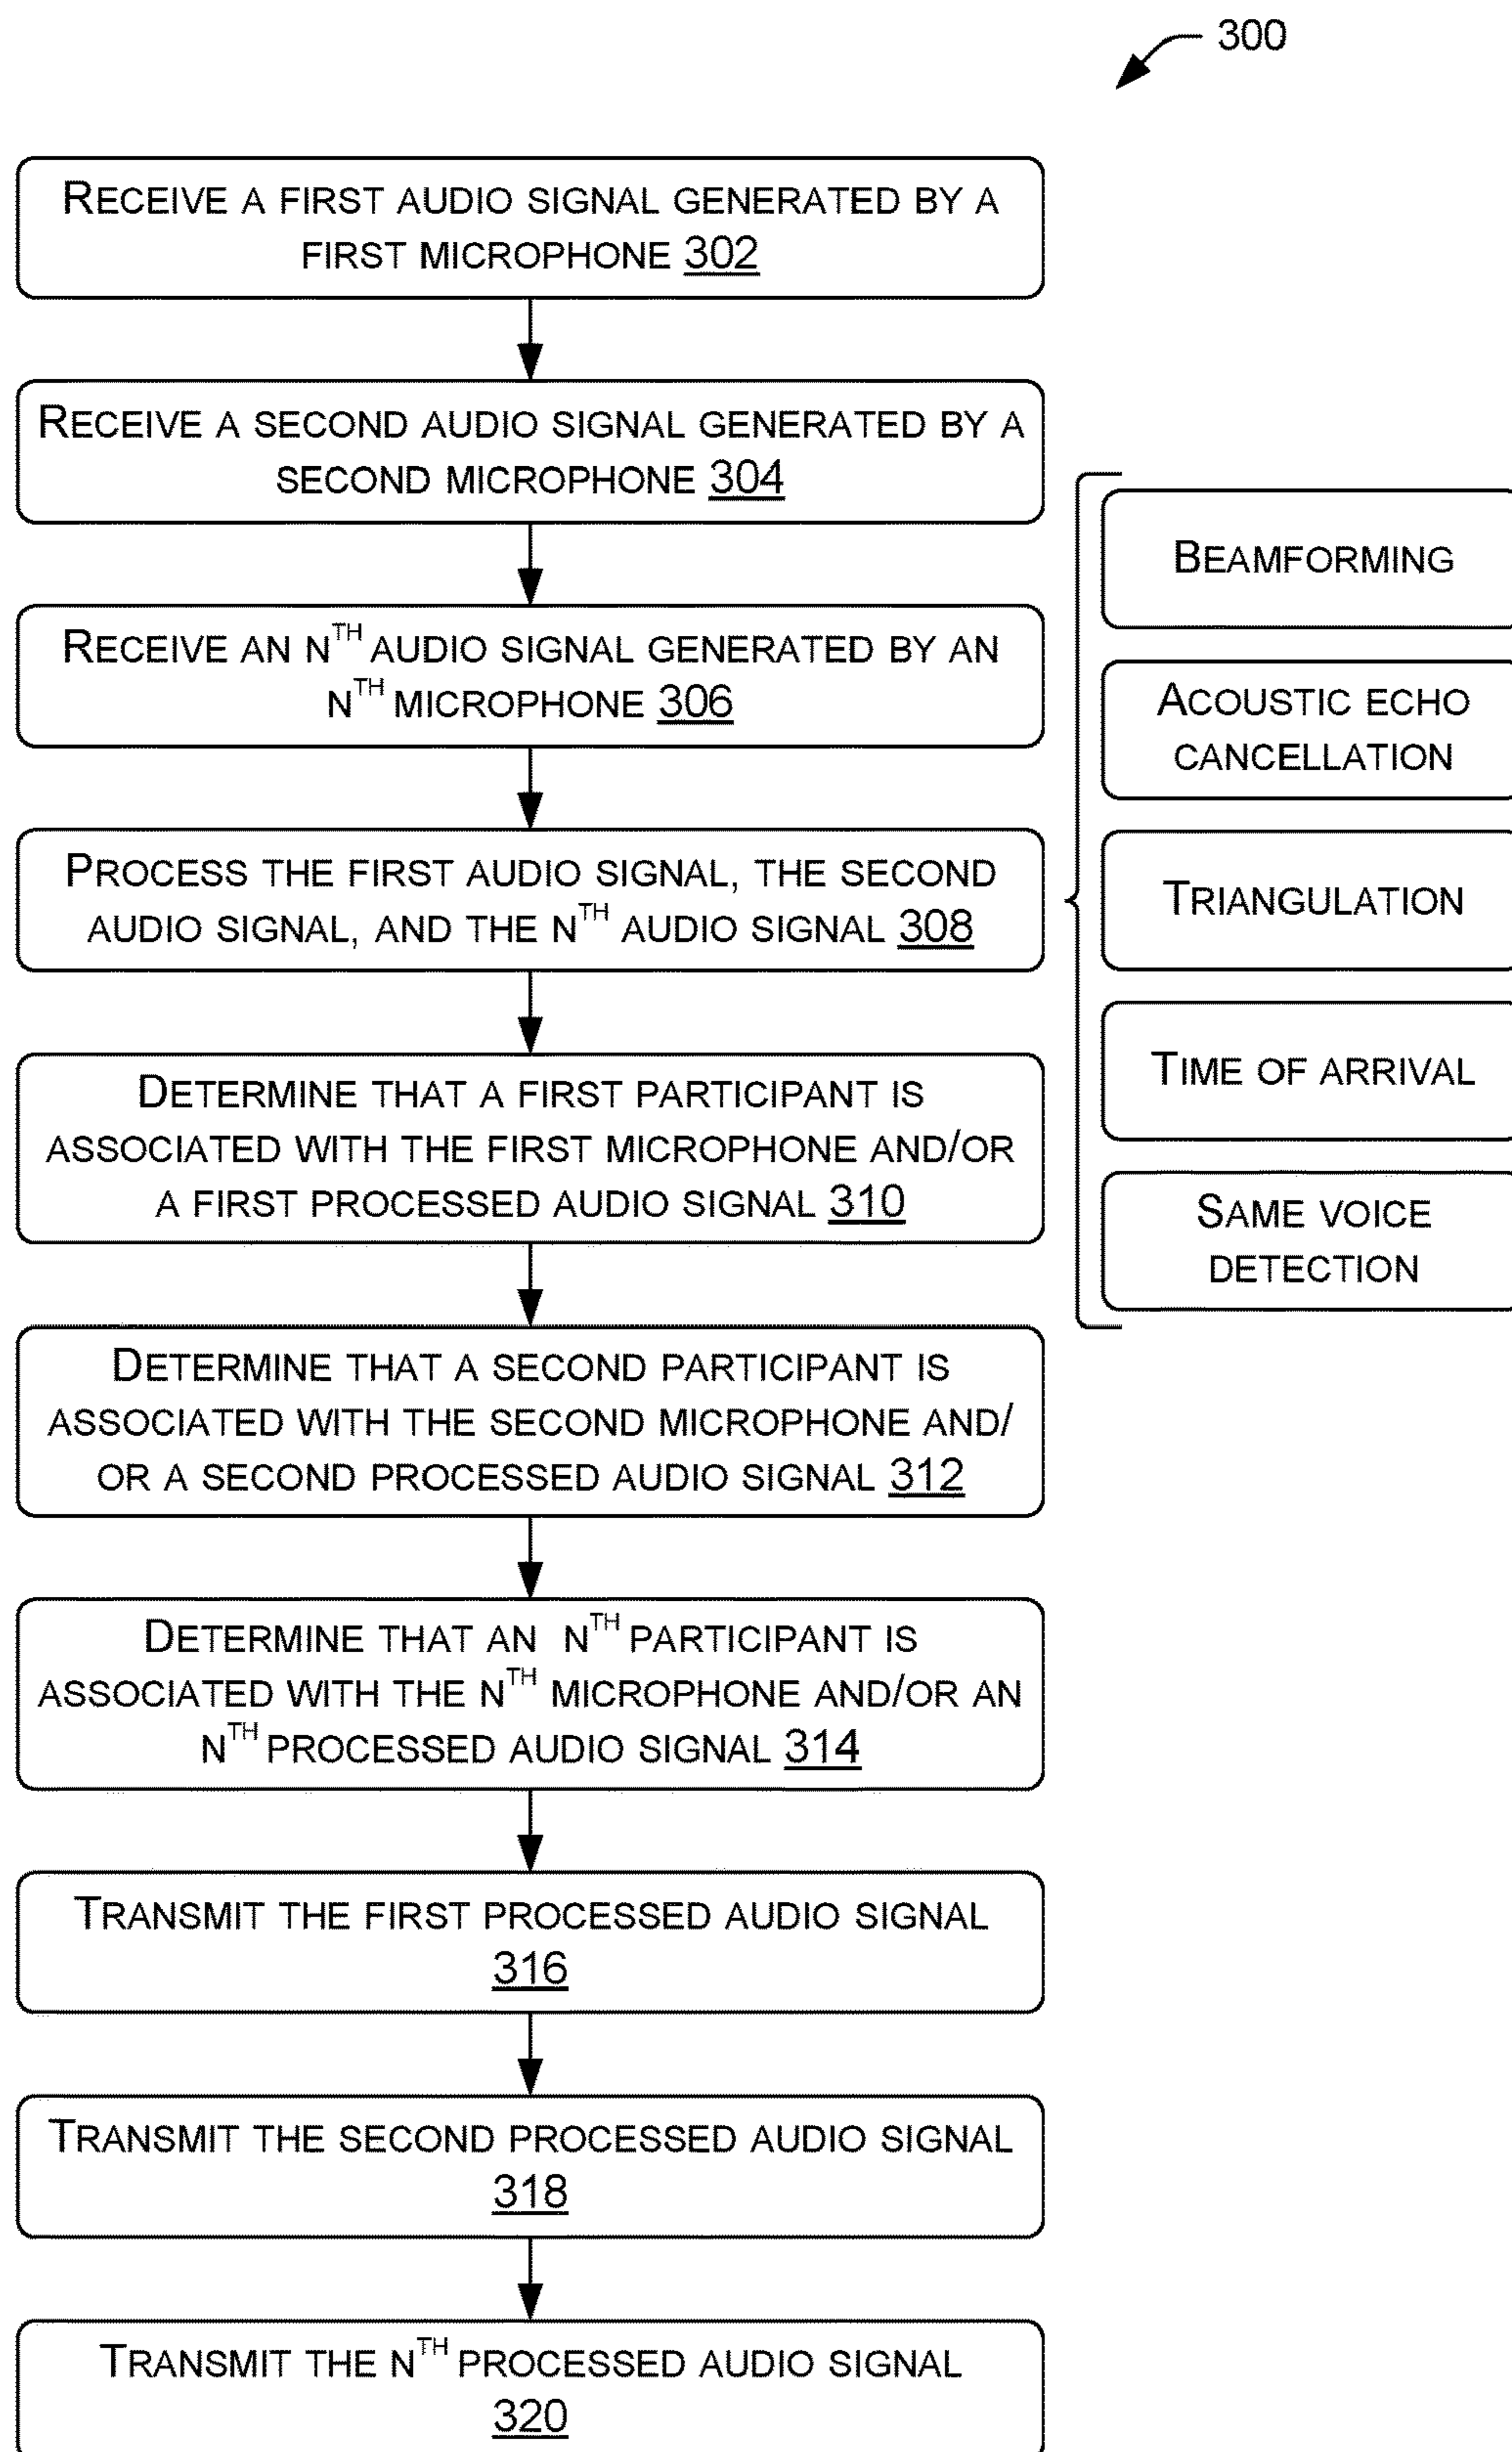 300
RECEIVE A FIRST AUDIO SIGNAL GENERATED BY A
FIRST MICROPHONE 302
RECEIVE A SECOND AUDIO SIGNAL GENERATED BY A
SECOND MICROPHONE 304
RECEIVE AN NTH AUDIO SIGNAL GENERATED BY AN
NTH MICROPHONE 306
PROCESS THE FIRST AUDIO SIGNAL, THE SECOND
AUDIO SIGNAL, AND THE NTH AUDIO SIGNAL 308
BEAMFORMING
ACOUSTIC ECHO
CANCELLATION
TRIANGULATION
TIME OF ARRIVAL
SAME VOICE
DETECTION
DETERMINE THAT A FIRST PARTICIPANT IS
ASSOCIATED WITH THE FIRST MICROPHONE AND/OR
A FIRST PROCESSED AUDIO SIGNAL 310
DETERMINE THAT A SECOND PARTICIPANT IS
ASSOCIATED WITH THE SECOND MICROPHONE AND/
OR A SECOND PROCESSED AUDIO SIGNAL 312
DETERMINE THAT AN NTH PARTICIPANT IS
ASSOCIATED WITH THE NTH MICROPHONE AND/OR AN
NTH PROCESSED AUDIO SIGNAL 314
TRANSMIT THE FIRST PROCESSED AUDIO SIGNAL
316
TRANSMIT THE SECOND PROCESSED AUDIO SIGNAL
318
TRANSMIT THE NTH PROCESSED AUDIO SIGNAL
320